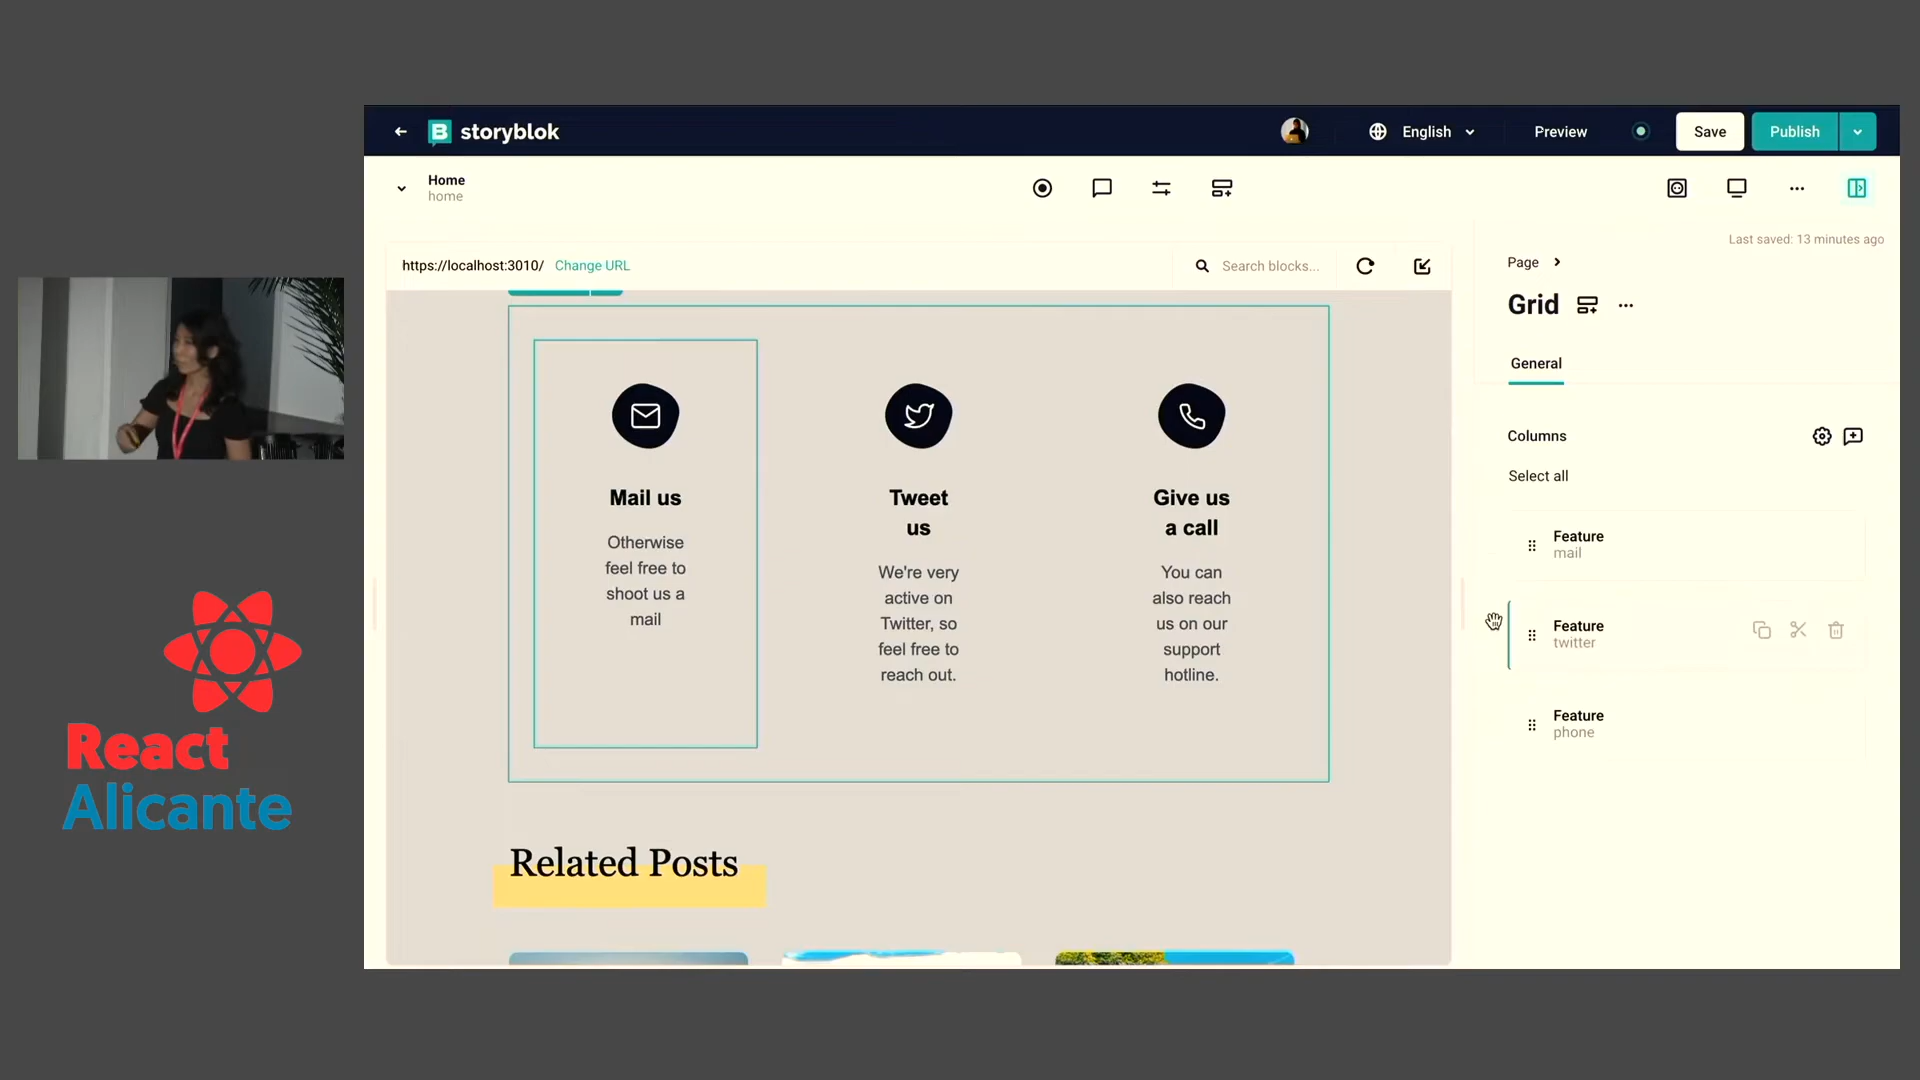 storyblok
English
Preview
Save
Publish
Home
home
Last saved: 13 minutes ago
https://localhost:3010/
Change URL
Search blocks...
Page
Grid
General
Columns
Select all
Feature
mail
Feature
twitter
Feature
phone
Mail us
Otherwise
feel free to
shoot us a
mail
Tweet
us
We're very
active on
Twitter, so
feel free to
reach out.
Give us
a call
You can
also reach
us on our
support
hotline.
Related Posts
React
Alicante